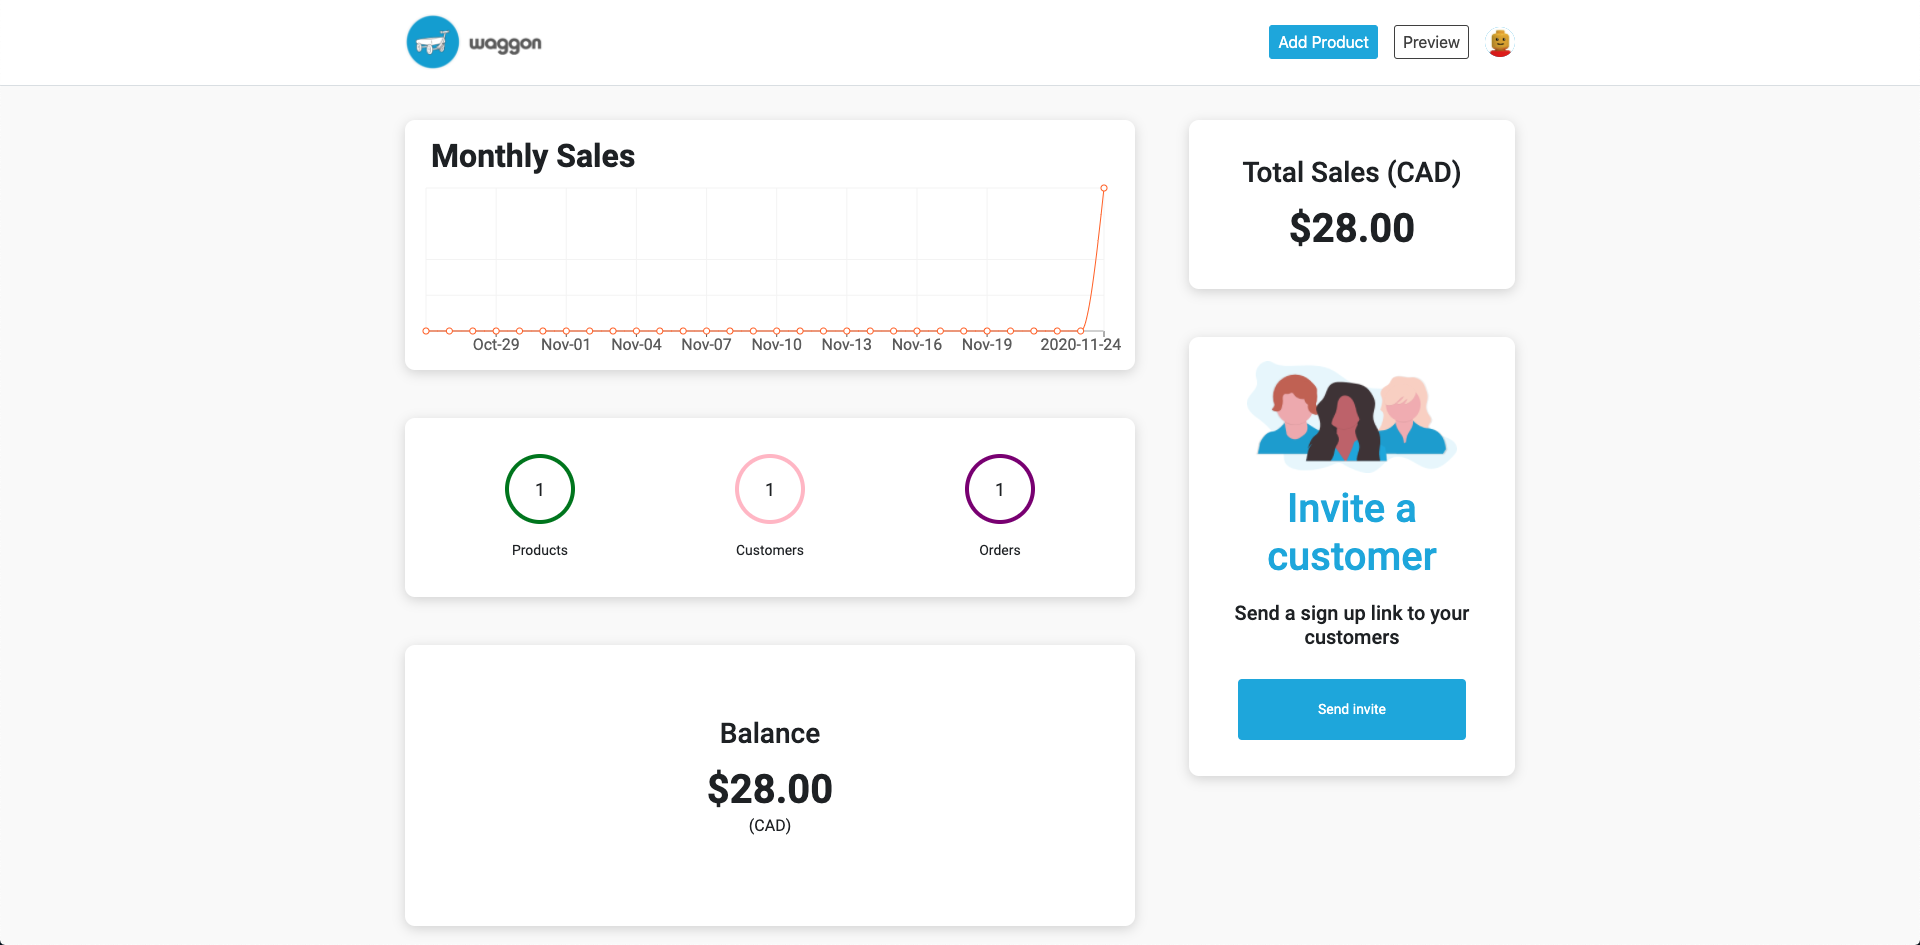 waggon
Add Product
Preview
Monthly Sales
Oct-29 Nov-01 Nov-04 Nov-07 Nov-10 Nov-13 Nov-16 Nov-19 2020-11-24
Total Sales (CAD)
$28.00
1 1 1
Products Customers Orders
Invite a
customer
Send a sign up link to your
customers
Send invite
Balance
$28.00
(CAD)